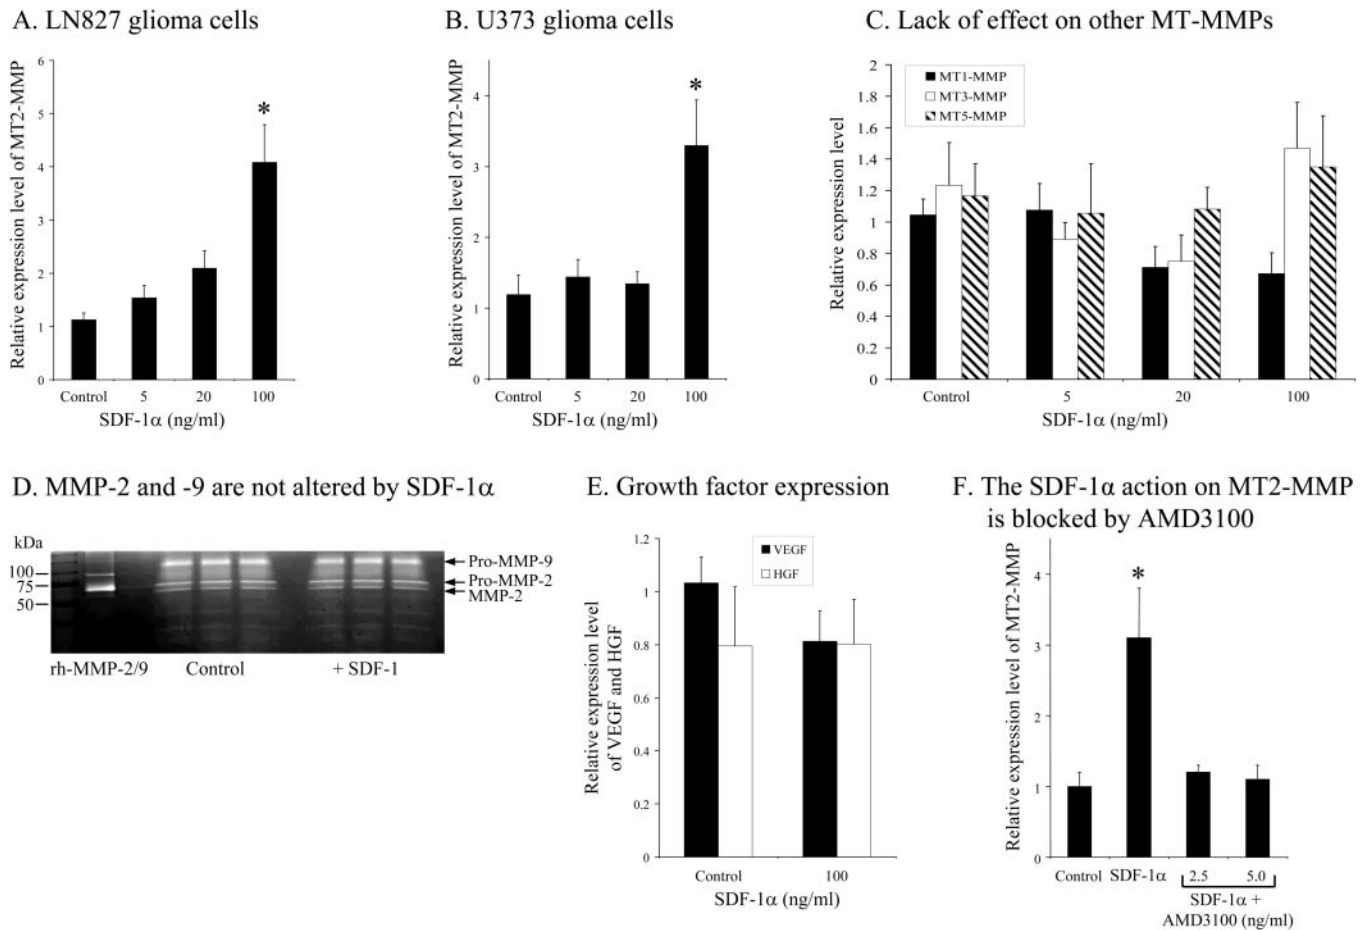 A. LN827 glioma cells
Relative expression level of MT2-MMP
6
5
4
3
2
1
0
*
Control 5 20 100
SDF-1α (ng/ml)
B. U373 glioma cells
Relative expression level of MT2-MMP
4
3
2
1
0
*
Control 5 20 100
SDF-1α (ng/ml)
C. Lack of effect on other MT-MMPs
Relative expression level
2
1.8
1.6
1.4
1.2
1
0.8
0.6
0.4
0.2
0
MT1-MMP
MT3-MMP
MT5-MMP
Control 5 20 100
SDF-1α (ng/ml)
D. MMP-2 and -9 are not altered by SDF-1α
kDa
100
75
50
Pro-MMP-9
Pro-MMP-2
MMP-2
rh-MMP-2/9 Control + SDF-1
E. Growth factor expression
Relative expression level
of VEGF and HGF
1.2
1
0.8
0.6
0.4
0.2
0
VEGF
HGF
Control 100
SDF-1α (ng/ml)
F. The SDF-1α action on MT2-MMP
is blocked by AMD3100
Relative expression level of MT2-MMP
4
3
2
1
0
*
Control SDF-1α 2.5 5.0
SDF-1α +
AMD3100 (ng/ml)